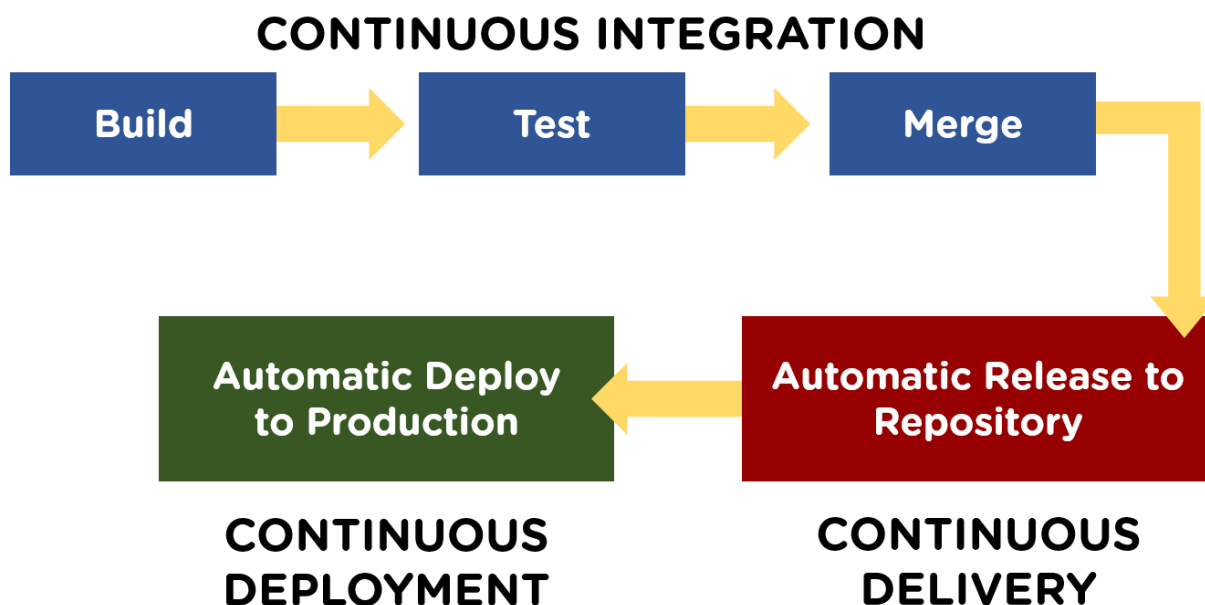 CONTINUOUS INTEGRATION
Build
Test
Merge
Automatic Deploy
to Production
Automatic Release to
Repository
CONTINUOUS
DEPLOYMENT
CONTINUOUS
DELIVERY